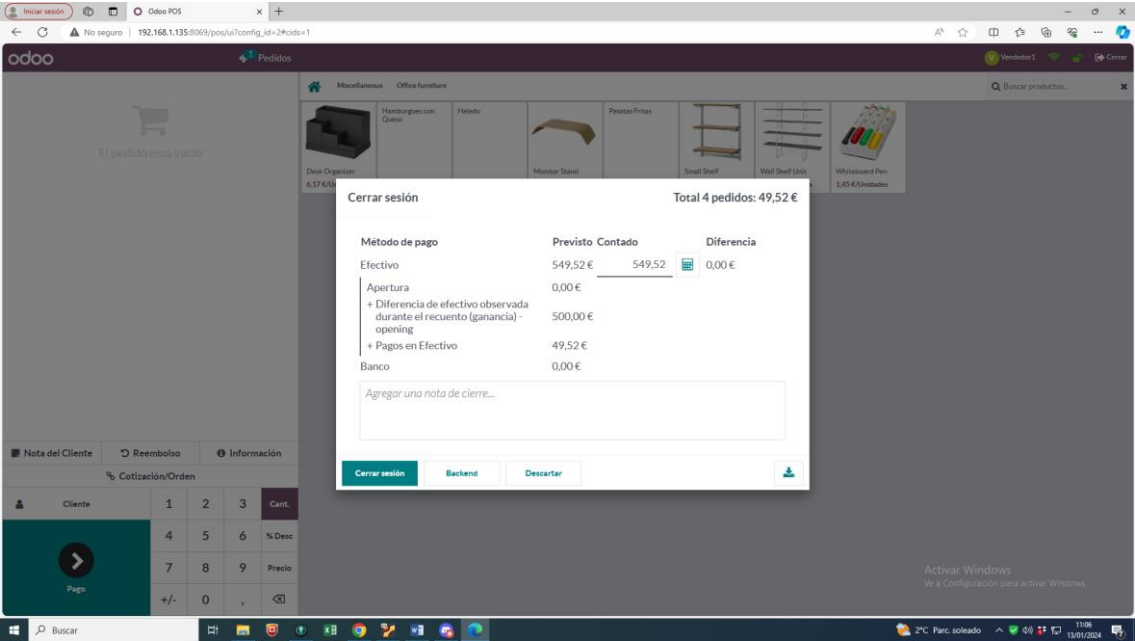 Iniciar sesión
Odoo POS
No seguro | 192.168.1.135:8069/pos/ui?config_id=2#cids=1
odoo
1 Pedidos
Vendedor1
Cerrar
Miscellaneous Office furniture
Buscar productos...
El pedido está vacío
Desk Organizer
Hamburgues con Queso
Helado
Monitor Stand
Patatas Fritas
Small Shelf
Wall Shelf Unit
Whiteboard Pen
1,45 €/Unidades
Cerrar sesión
Total 4 pedidos: 49,52 €
Método de pago Previsto Contado Diferencia
Efectivo 549,52 € 549,52 0,00 €
Apertura 0,00 €
+ Diferencia de efectivo observada
durante el recuento (ganancia) - 500,00 €
opening
+ Pagos en Efectivo 49,52 €
Banco 0,00 €
Agregar una nota de cierre...
Cerrar sesión Backend Descartar
Nota del Cliente Reembolso Información
Cotización/Orden
Cliente 1 2 3 Cant.
4 5 6 % Desc
7 8 9 Precio
Pago
+/- 0 ,
Activar Windows
Ve a Configuración para activar Windows.
Buscar
2°C Parc. soleado
11:06
13/01/2024